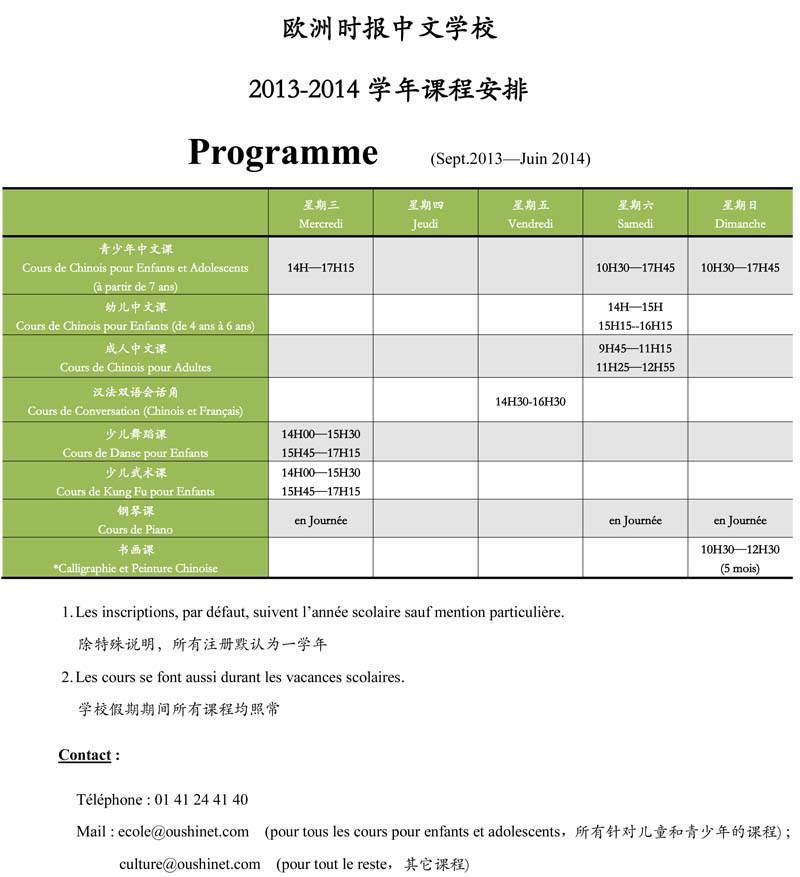 欧洲时报中文学校
2013-2014 学年课程安排
Programme (Sept.2013—Juin 2014)
星期三 星期四 星期五 星期六 星期日
Mercredi Jeudi Vendredi Samedi Dimanche
青少年中文课
Cours de Chinois pour Enfants et Adolescents 14H—17H15 10H30—17H45 10H30—17H45
(à partir de 7 ans)
幼儿中文课 14H—15H
Cours de Chinois pour Enfants (de 4 ans à 6 ans) 15H15--16H15
成人中文课 9H45—11H15
Cours de Chinois pour Adultes 11H25—12H55
汉法双语会话角
Cours de Conversation (Chinois et Français) 14H30-16H30
少儿舞蹈课 14H00—15H30
Cours de Danse pour Enfants 15H45—17H15
少儿武术课 14H00—15H30
Cours de Kung Fu pour Enfants 15H45—17H15
钢琴课
Cours de Piano en Journée en Journée en Journée
书画课 10H30—12H30
*Calligraphie et Peinture Chinoise (5 mois)
1. Les inscriptions, par défaut, suivent l’année scolaire sauf mention particulière.
除特殊说明，所有注册默认为一学年
2. Les cours se font aussi durant les vacances scolaires.
学校假期期间所有课程均照常
Contact :
Téléphone : 01 41 24 41 40
Mail : ecole@oushinet.com (pour tous les cours pour enfants et adolescents，所有针对儿童和青少年的课程) ;
culture@oushinet.com (pour tout le reste，其它课程)